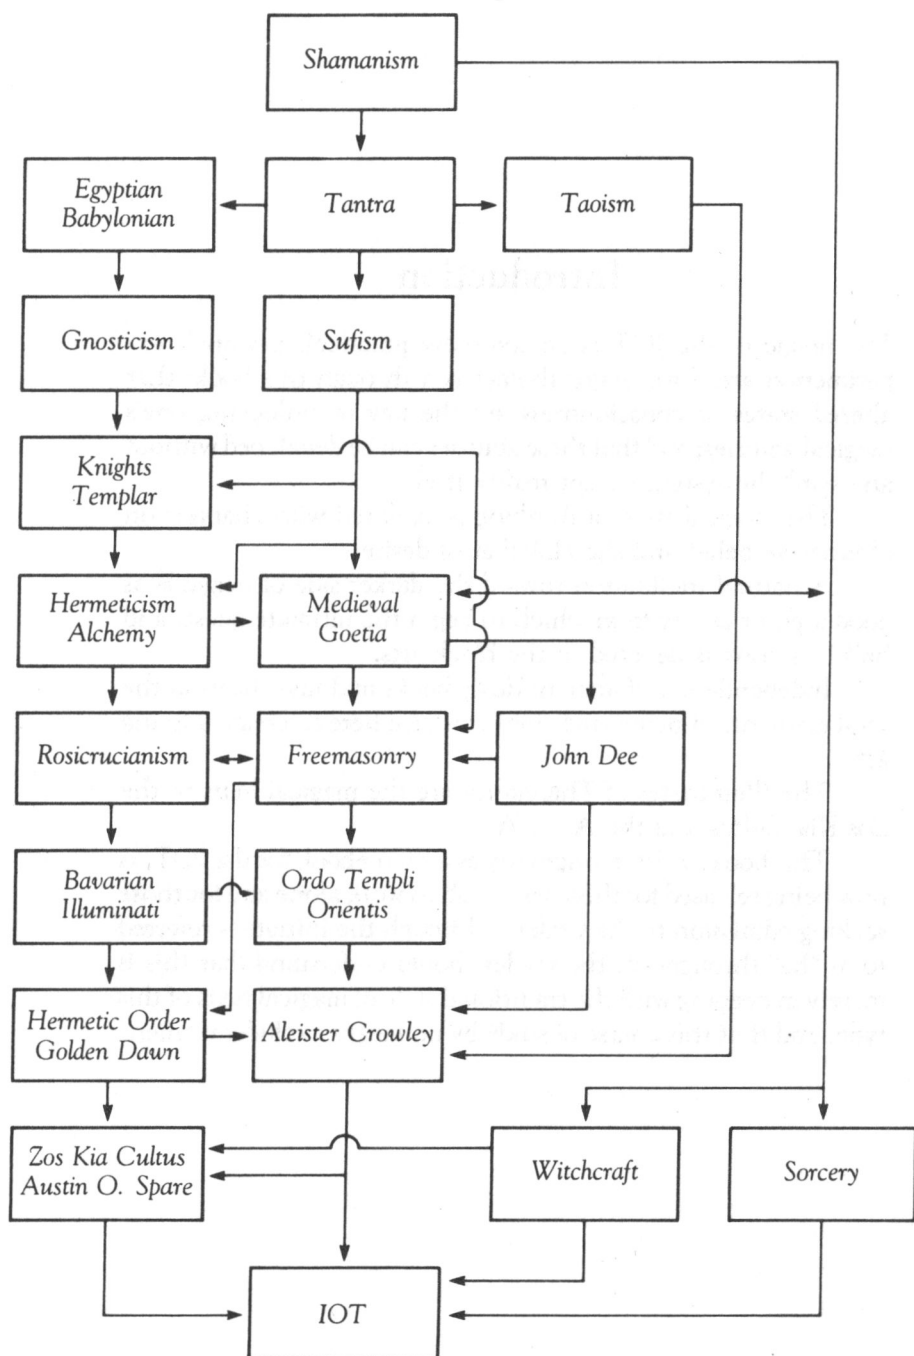 Shamanism
Egyptian
Babylonian
Tantra
Taoism
Gnosticism
Sufism
Knights
Templar
Hermeticism
Alchemy
Medieval
Goetia
Rosicrucianism
Freemasonry
John Dee
Bavarian
Illuminati
Ordo Templi
Orientis
Hermetic Order
Golden Dawn
Aleister Crowley
Zos Kia Cultus
Austin O. Spare
Witchcraft
Sorcery
IOT